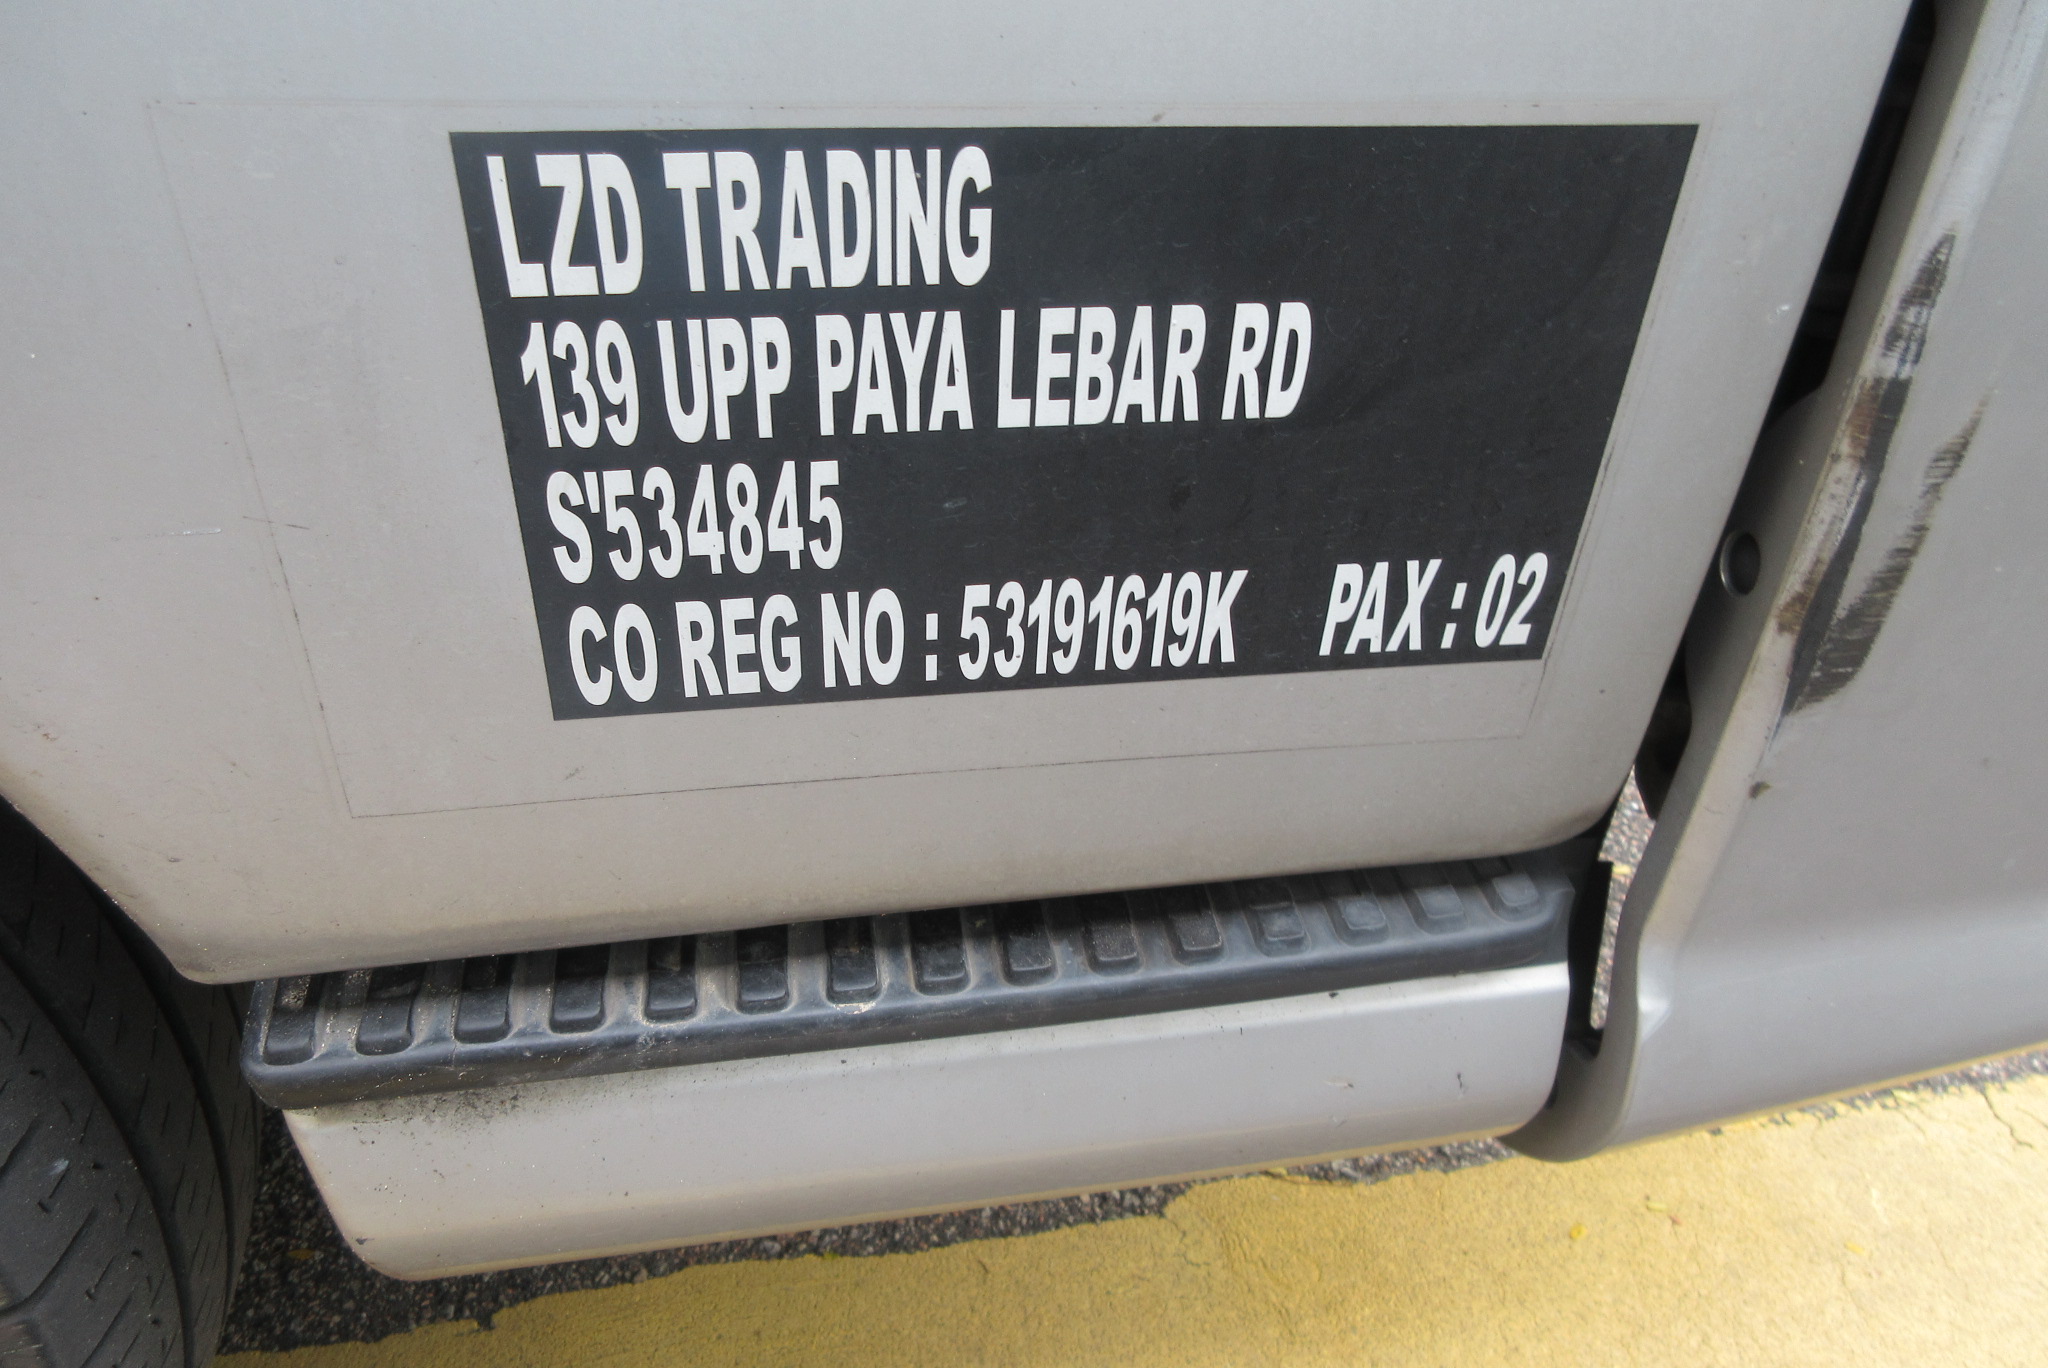 LZD TRADING
139 UPP PAYA LEBAR RD
S'534845
CO REG NO : 53191619K PAX : 02